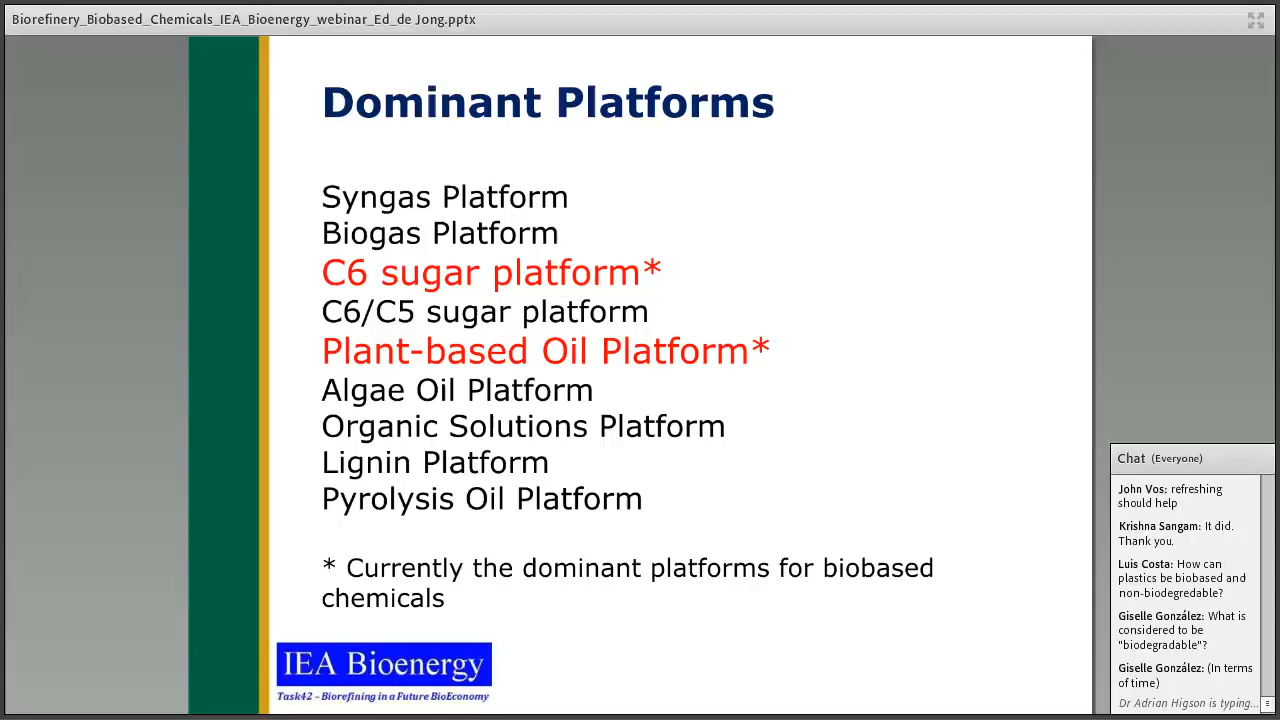 Biorefinery_Biobased_Chemicals_IEA_Bioenergy_webinar_Ed_de Jong.pptx
Dominant Platforms
Syngas Platform
Biogas Platform
C6 sugar platform*
C6/C5 sugar platform
Plant-based Oil Platform*
Algae Oil Platform
Organic Solutions Platform
Lignin Platform
Pyrolysis Oil Platform
* Currently the dominant platforms for biobased
chemicals
IEA Bioenergy
Task42 – Biorefining in a Future BioEconomy
Chat (Everyone)
John Vos: refreshing
should help
Krishna Sangam: It did.
Thank you.
Luis Costa: How can
plastics be biobased and
non-biodegredable?
Giselle González: What is
considered to be
"biodegradable"?
Giselle González: (In terms
of time)
Dr Adrian Higson is typing...